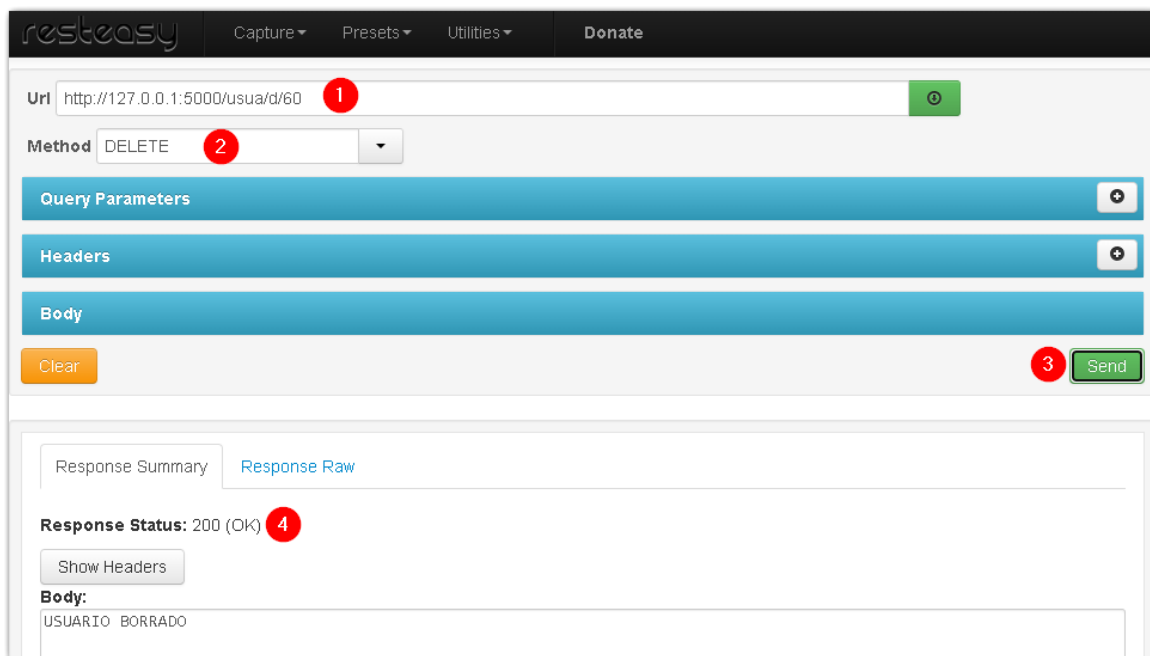 resteasy Capture Presets Utilities Donate
Url http://127.0.0.1:5000/usua/d/60 1
Method DELETE 2
Query Parameters
Headers
Body
Clear 3 Send
Response Summary Response Raw
Response Status: 200 (OK) 4
Show Headers
Body:
USUARIO BORRADO